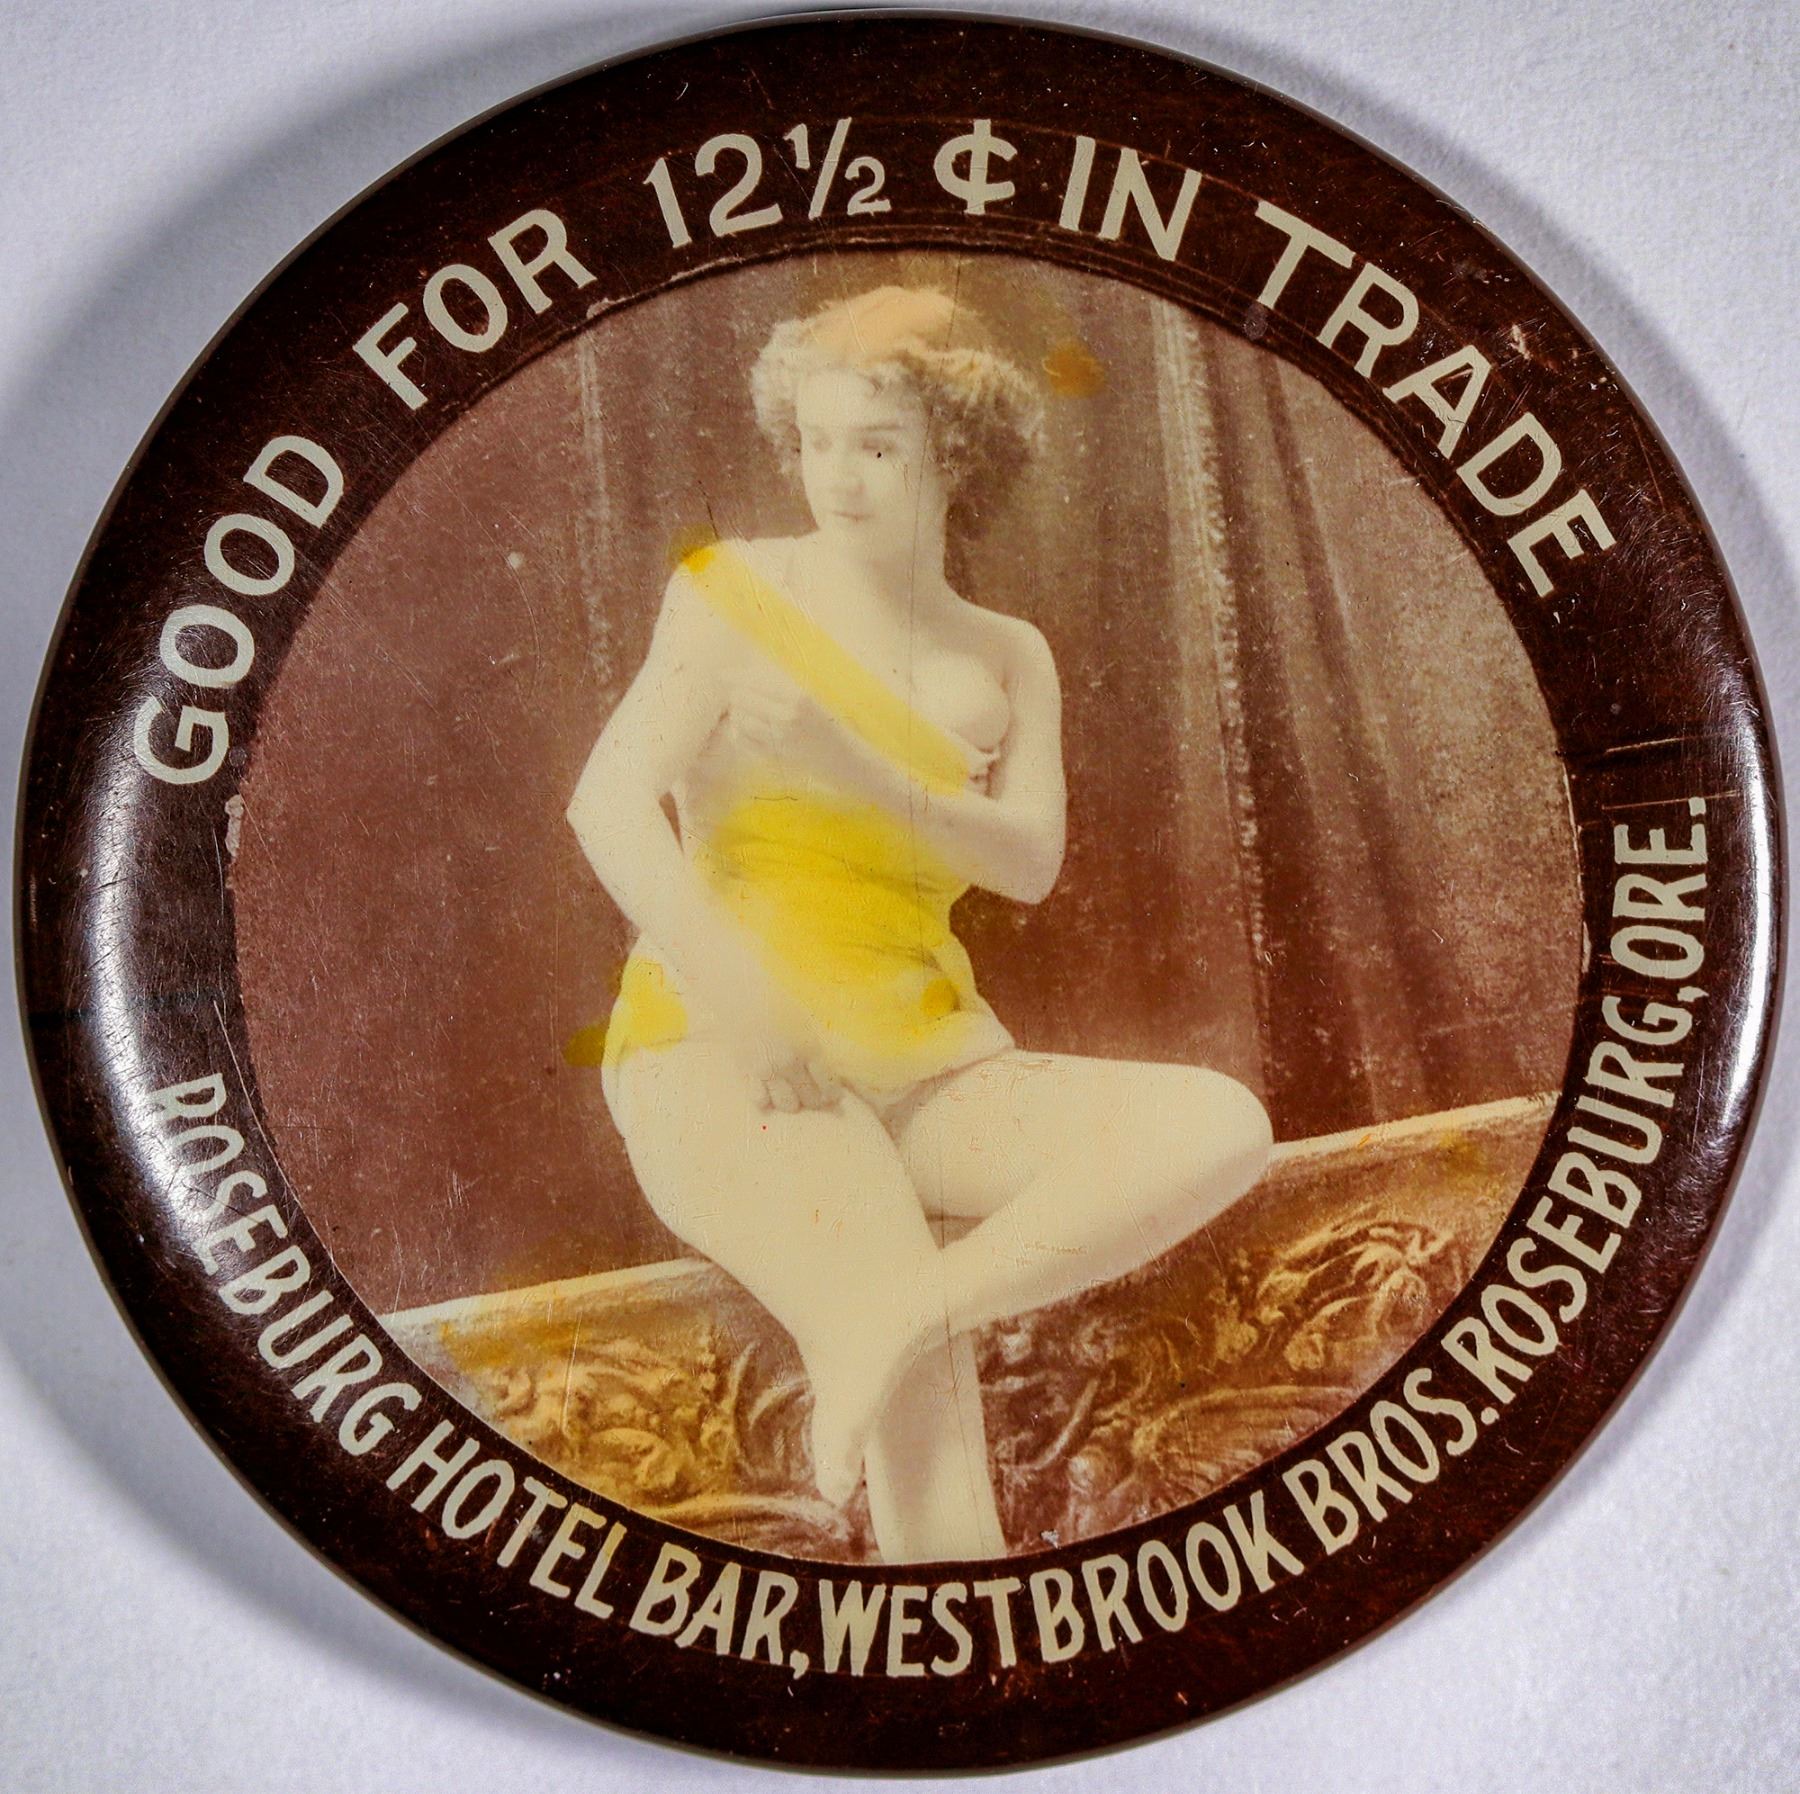 GOOD FOR 12½ ¢ IN TRADE
ROSEBURG HOTEL BAR, WESTBROOK BROS. ROSEBURG, ORE.